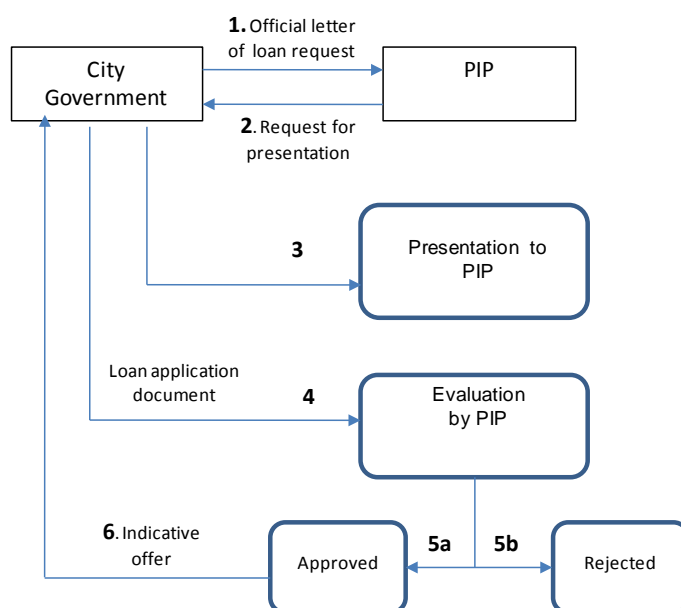 1. Official letter
of loan request
City
Government
PIP
2. Request for
presentation
3
Presentation to
PIP
Loan application
document
4
Evaluation
by PIP
6. Indicative
offer
5a
5b
Approved
Rejected